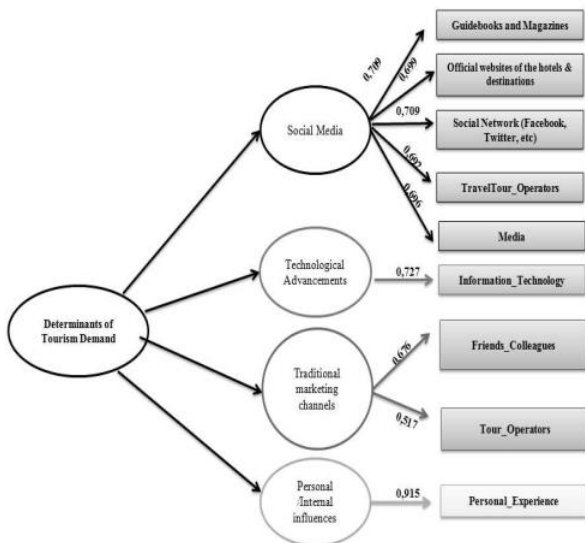 Guidebooks and Magazines
0,709
0,699
Official websites of the hotels &
destinations
Social Media
0,709
Social Network (Facebook,
Twitter, etc)
TravelTour_Operators
0,696
Media
Technological
Advancements
0,727
Information_Technology
Determinants of
Tourism Demand
Friends_Colleagues
0,676
Traditional
marketing
channels
0,517
Tour_Operators
Personal
/Internal
influences
0,915
Personal_Experience